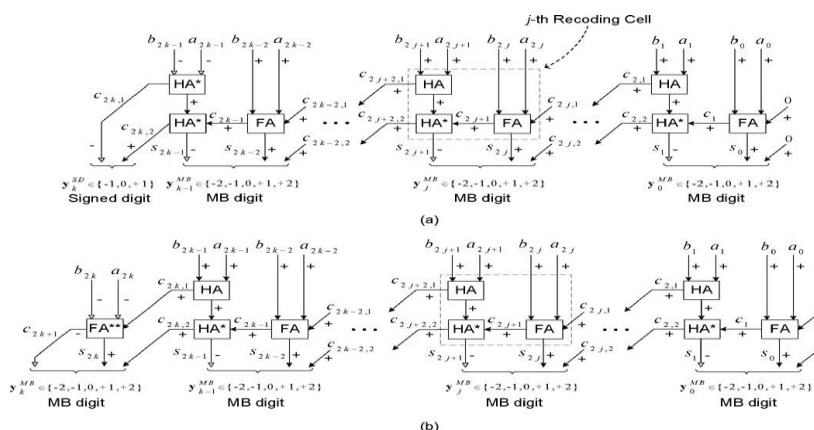 j-th Recoding Cell
(a)
b2k−1 a2k−1 b2k−2 a2k−2 b2j+1 a2j+1 b2j a2j b1 a1 b0 a0
− − + + + + + + + + + +
HA* HA HA
c2k,1 c2j+2,1 c2,1
+ + +
c2k,2 HA* c2k−1 FA c2k−2,1 c2j+2,2 HA* c2j+1 FA c2j,1 c2,2 HA* c1 FA 0
s2k−1 − s2k−2 + c2k−2,2 s2j+1 − s2j + c2j,2 s1 − s0 + 0
y_k^SD ∈{-1,0,+1} y_k−1^MB ∈{-2,-1,0,+1,+2} y_j^MB ∈{-2,-1,0,+1,+2} y_0^MB ∈{-2,-1,0,+1,+2}
Signed digit MB digit MB digit MB digit
(a)
b2k−1 a2k−1 b2k−2 a2k−2 b2j+1 a2j+1 b2j a2j b1 a1 b0 a0
b2k a2k + + + + + + + + + + + +
− − c2k,1 HA c2j+2,1 HA c2,1 HA
c2k+1 FA** c2k,2 HA* c2k−1 FA c2k−2,1 c2j+2,2 HA* c2j+1 FA c2j,1 c2,2 HA* c1 FA
s2k + s2k−1 − s2k−2 + c2k−2,2 s2j+1 − s2j + c2j,2 s1 − s0 +
y_k^MB ∈{-2,-1,0,+1,+2} y_k−1^MB ∈{-2,-1,0,+1,+2} y_j^MB ∈{-2,-1,0,+1,+2} y_0^MB ∈{-2,-1,0,+1,+2}
MB digit MB digit MB digit MB digit
(b)